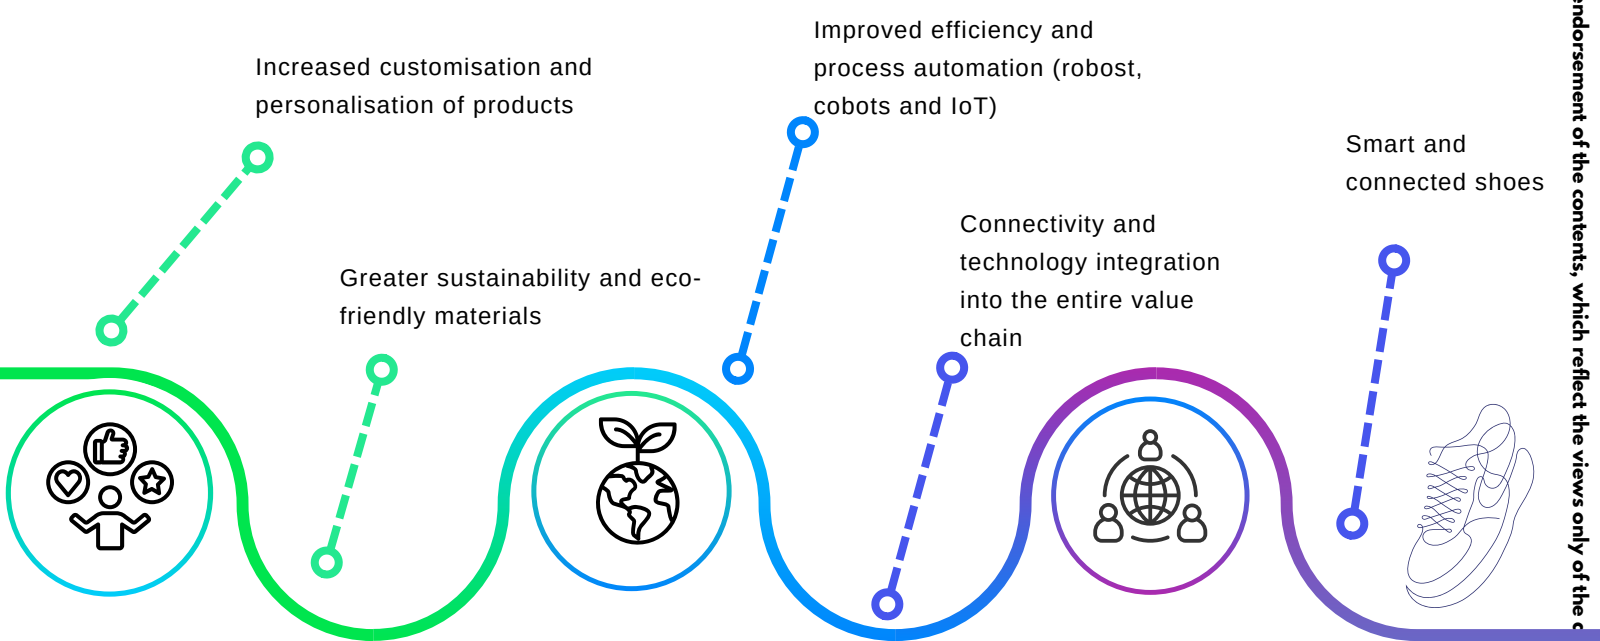 Increased customisation and
personalisation of products
Greater sustainability and eco-
friendly materials
Improved efficiency and
process automation (robost,
cobots and IoT)
Connectivity and
technology integration
into the entire value
chain
Smart and
connected shoes
endorsement of the contents, which reflect the views only of the